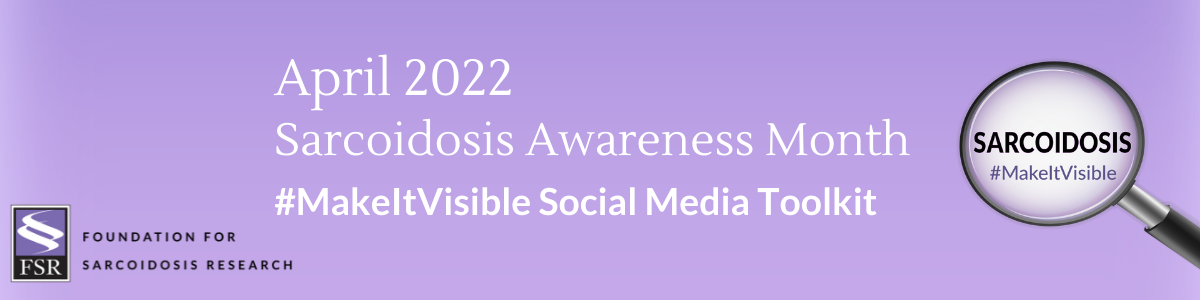 April 2022
Sarcoidosis Awareness Month
#MakeItVisible Social Media Toolkit
SARCOIDOSIS
#MakeItVisible
FSR
FOUNDATION FOR
SARCOIDOSIS RESEARCH